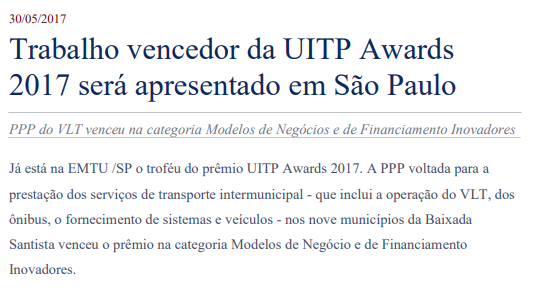 30/05/2017
Trabalho vencedor da UITP Awards
2017 será apresentado em São Paulo
PPP do VLT venceu na categoria Modelos de Negócios e de Financiamento Inovadores
Já está na EMTU /SP o troféu do prêmio UITP Awards 2017. A PPP voltada para a
prestação dos serviços de transporte intermunicipal - que inclui a operação do VLT, dos
ônibus, o fornecimento de sistemas e veículos - nos nove municípios da Baixada
Santista venceu o prêmio na categoria Modelos de Negócio e de Financiamento
Inovadores.